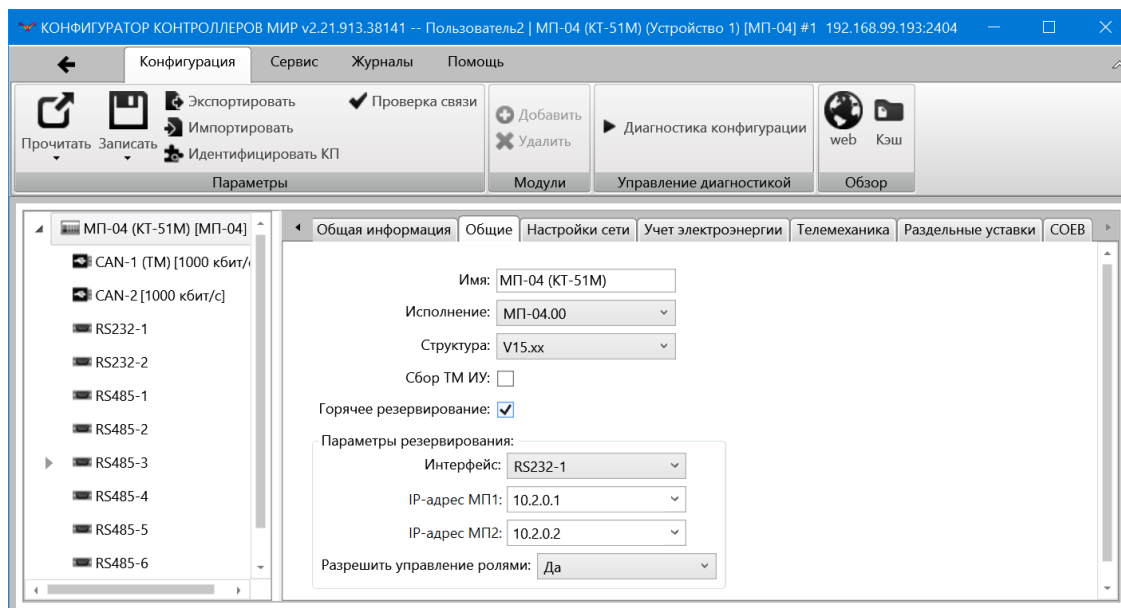 КОНФИГУРАТОР КОНТРОЛЛЕРОВ МИР v2.21.913.38141 -- Пользователь2 | МП-04 (КТ-51М) (Устройство 1) [МП-04] #1 192.168.99.193:2404
Конфигурация Сервис Журналы Помощь
Прочитать Записать
Экспортировать
Импортировать
Идентифицировать КП
Проверка связи
Параметры
Добавить
Удалить
Модули
Диагностика конфигурации
Управление диагностикой
web Кэш
Обзор
МП-04 (КТ-51М) [МП-04]
CAN-1 (ТМ) [1000 кбит/
CAN-2 [1000 кбит/с]
RS232-1
RS232-2
RS485-1
RS485-2
RS485-3
RS485-4
RS485-5
RS485-6
Общая информация Общие Настройки сети Учет электроэнергии Телемеханика Раздельные уставки СОЕВ
Имя: МП-04 (КТ-51М)
Исполнение: МП-04.00
Структура: V15.xx
Сбор ТМ ИУ:
Горячее резервирование:
Параметры резервирования:
Интерфейс: RS232-1
IP-адрес МП1: 10.2.0.1
IP-адрес МП2: 10.2.0.2
Разрешить управление ролями: Да